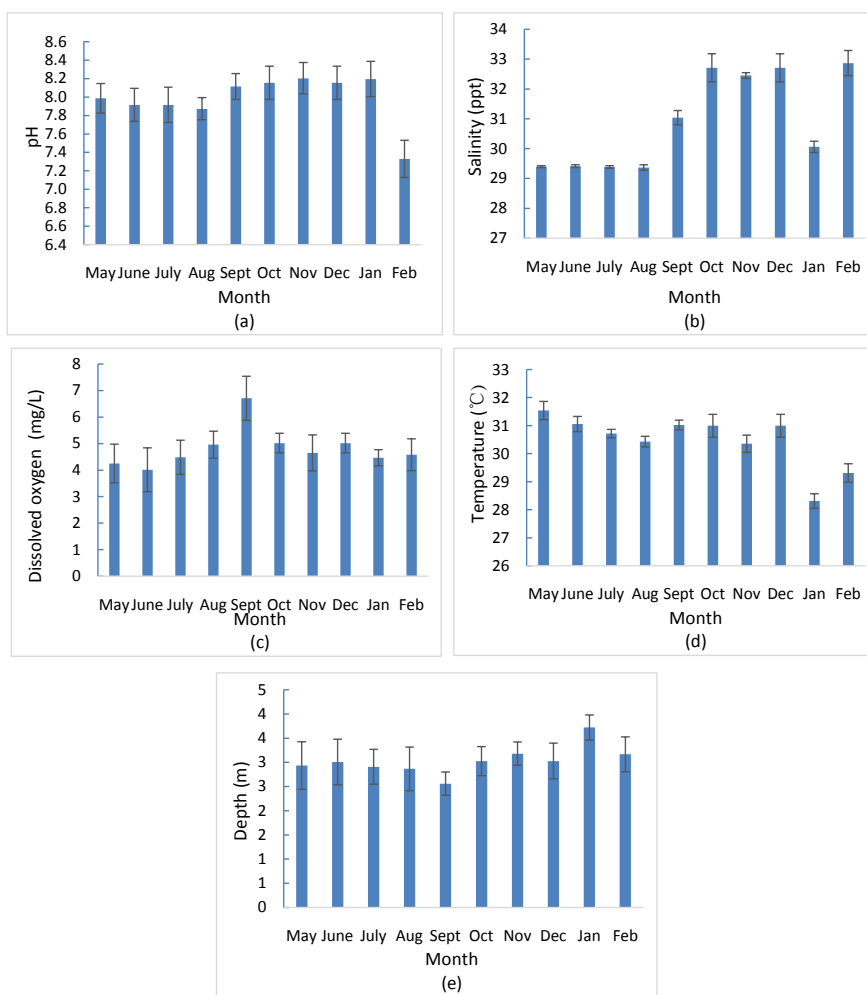 8.6
8.4
8.2
8.0
7.8
7.6
7.4
7.2
7.0
6.8
6.6
6.4
pH
May June July Aug Sept Oct Nov Dec Jan Feb
Month
(a)
34
33
32
31
30
29
28
27
Salinity (ppt)
May June July Aug Sept Oct Nov Dec Jan Feb
Month
(b)
8
7
6
5
4
3
2
1
0
Dissolved oxygen (mg/L)
May June July Aug Sept Oct Nov Dec Jan Feb
Month
(c)
33
31
32
31
30
29
28
27
26
Temperature (℃)
May June July Aug Sept Oct Nov Dec Jan Feb
Month
(d)
5
4
4
3
3
2
2
1
1
0
Depth (m)
May June July Aug Sept Oct Nov Dec Jan Feb
Month
(e)